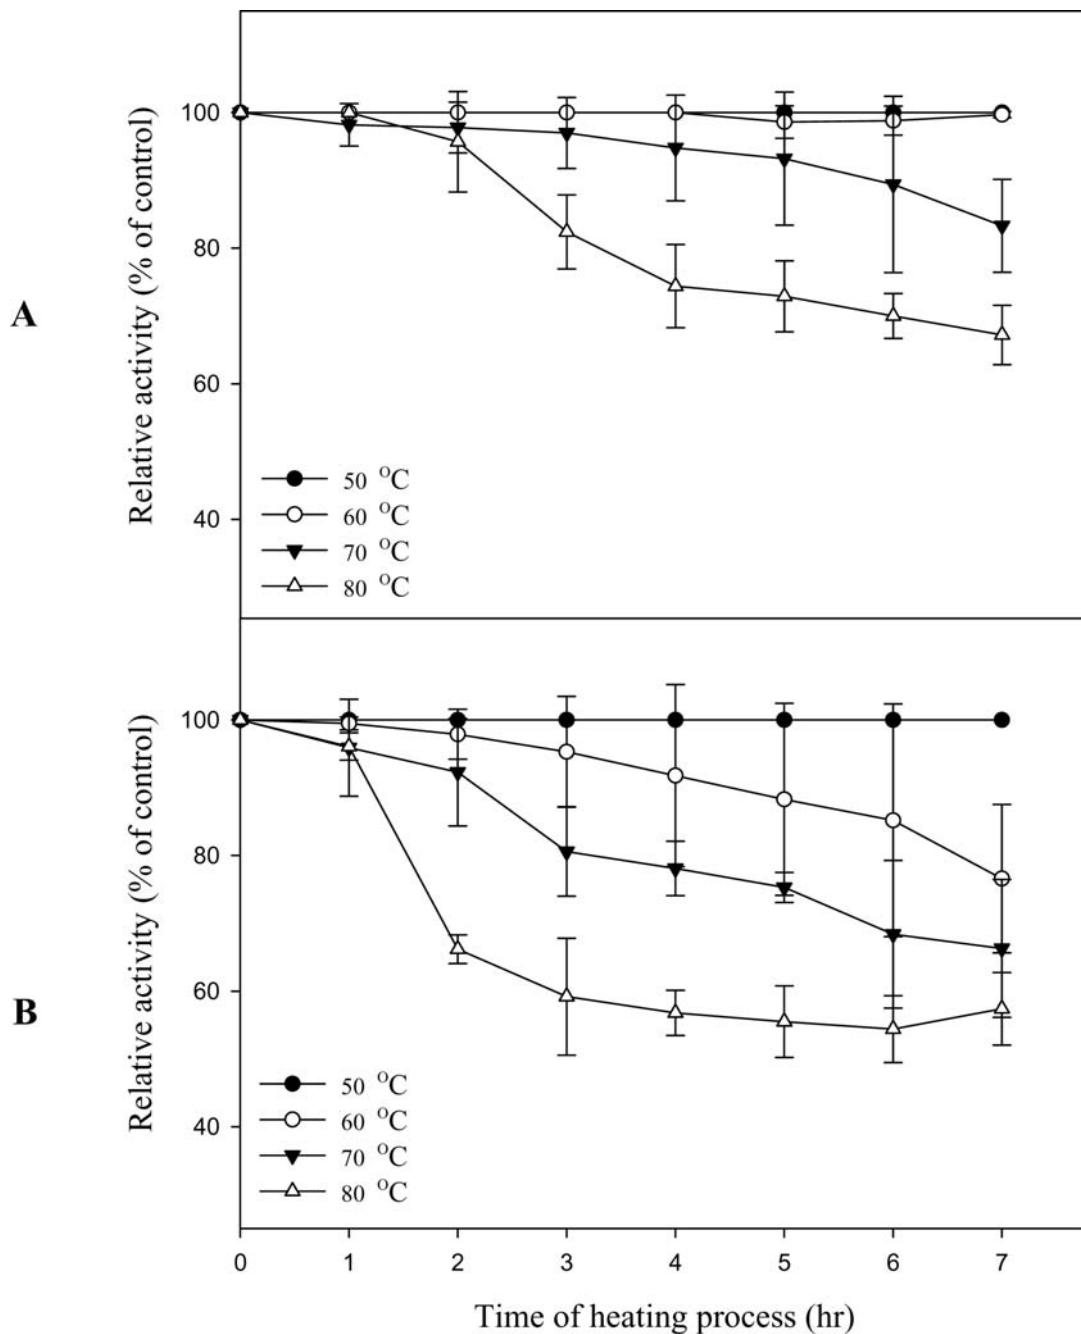 A
Relative activity (% of control)
100
80
60
40
50 °C
60 °C
70 °C
80 °C
B
Relative activity (% of control)
100
80
60
40
50 °C
60 °C
70 °C
80 °C
0 1 2 3 4 5 6 7
Time of heating process (hr)